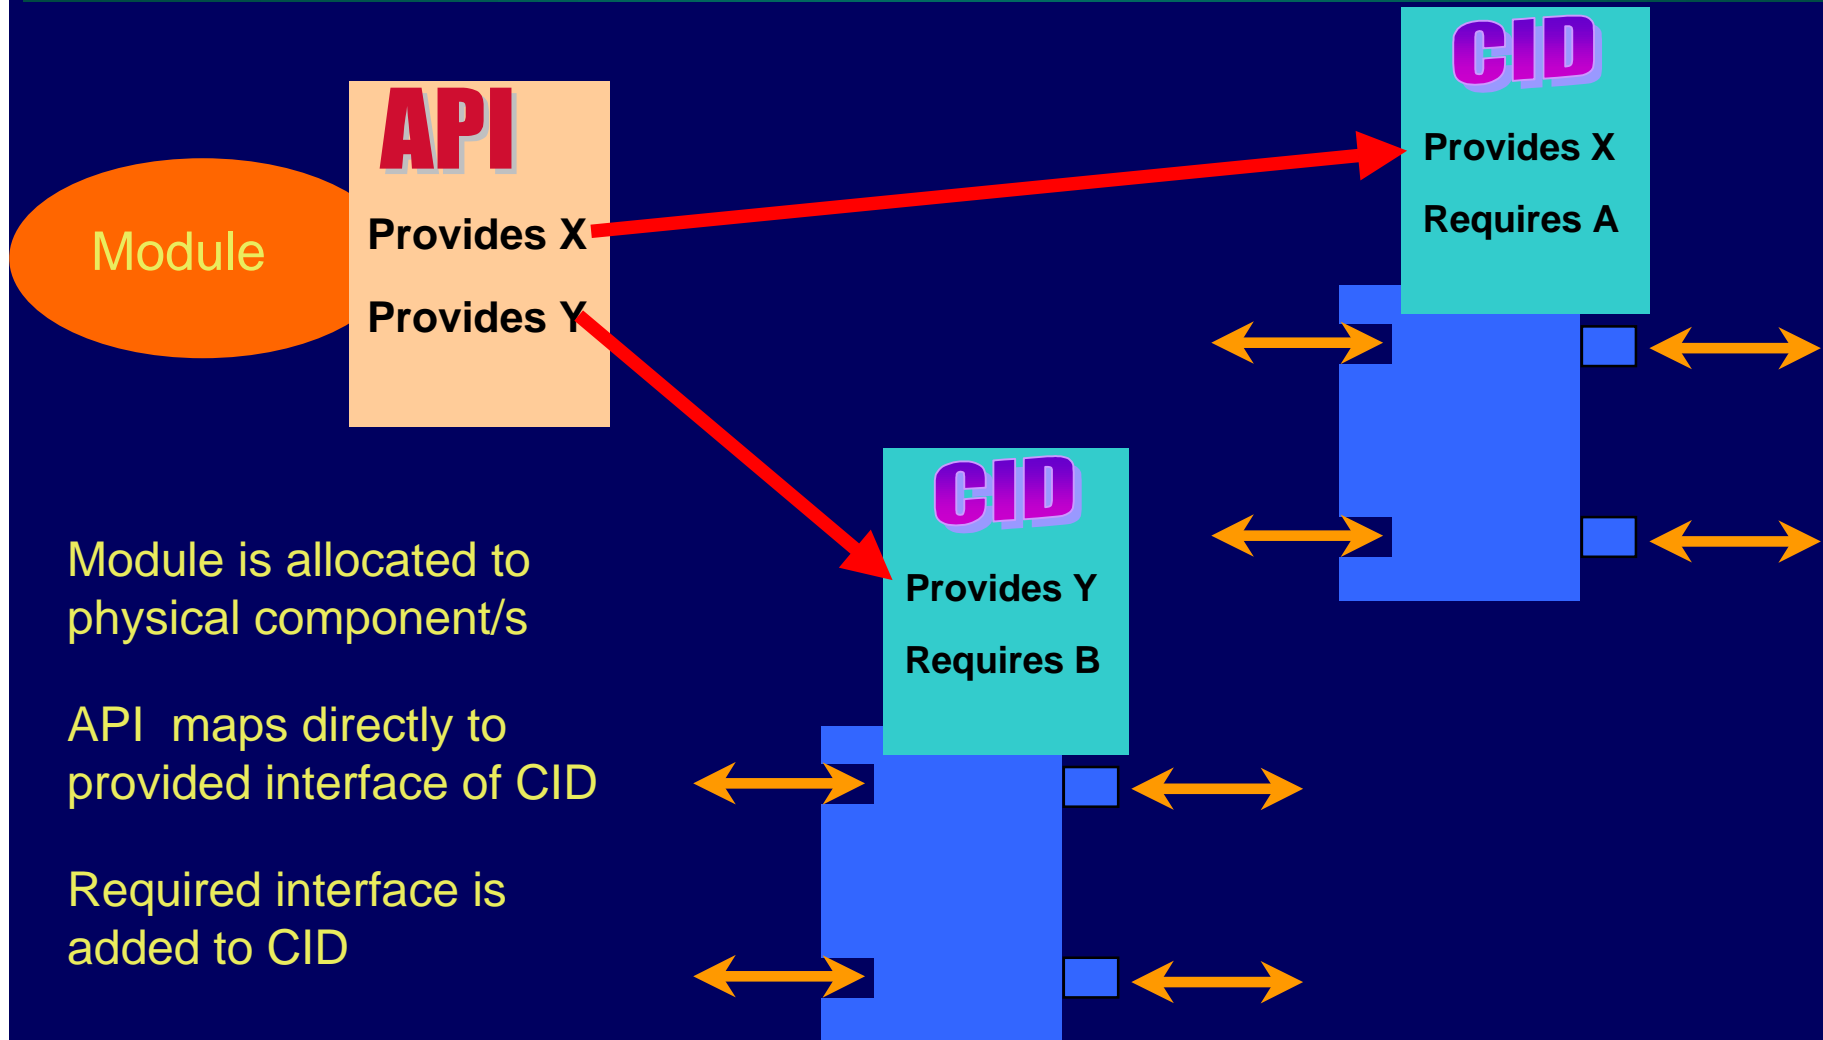 API
Module
Provides X
Provides Y
CID
Provides X
Requires A
CID
Provides Y
Requires B
Module is allocated to
physical component/s
API  maps directly to
provided interface of CID
Required interface is
added to CID